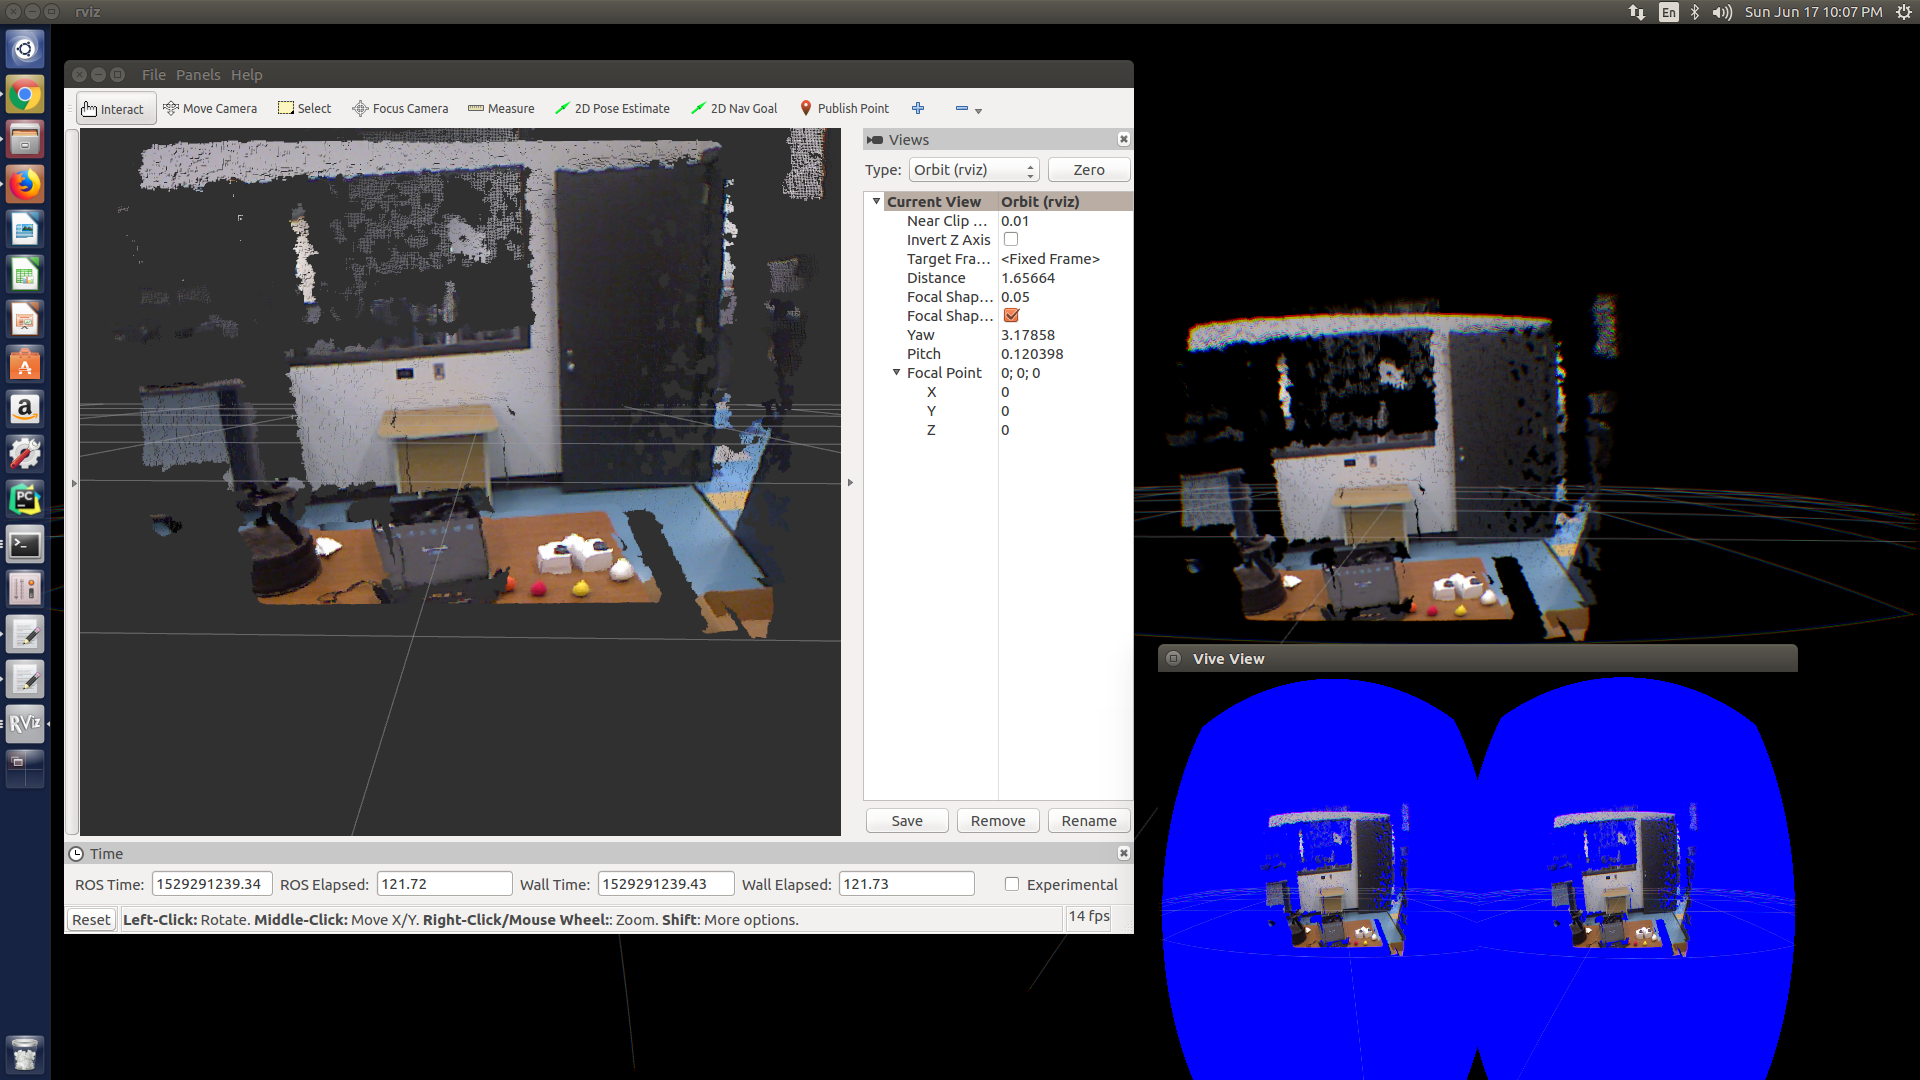 rviz
En
Sun Jun 17 10:07 PM
File Panels Help
Interact Move Camera Select Focus Camera Measure 2D Pose Estimate 2D Nav Goal Publish Point
Views
Type: Orbit (rviz) Zero
Current View Orbit (rviz)
Near Clip ... 0.01
Invert Z Axis
Target Fra... <Fixed Frame>
Distance 1.65664
Focal Shap... 0.05
Focal Shap...
Yaw 3.17858
Pitch 0.120398
Focal Point 0; 0; 0
X 0
Y 0
Z 0
Save Remove Rename
Time
ROS Time: 1529291239.34 ROS Elapsed: 121.72 Wall Time: 1529291239.43 Wall Elapsed: 121.73 Experimental
Reset Left-Click: Rotate. Middle-Click: Move X/Y. Right-Click/Mouse Wheel:: Zoom. Shift: More options. 14 fps
Vive View
PC
RViz